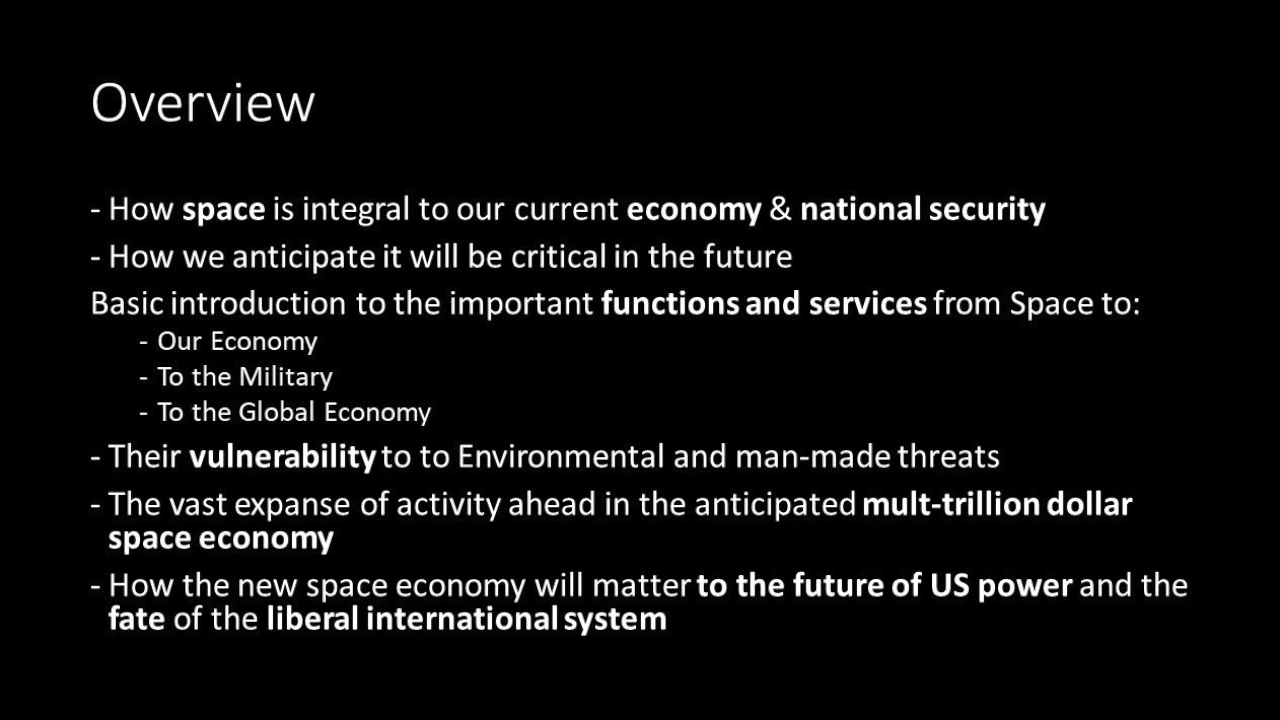 Overview
- How space is integral to our current economy & national security
- How we anticipate it will be critical in the future
Basic introduction to the important functions and services from Space to:
- Our Economy
- To the Military
- To the Global Economy
- Their vulnerability to to Environmental and man-made threats
- The vast expanse of activity ahead in the anticipated mult-trillion dollar
space economy
- How the new space economy will matter to the future of US power and the
fate of the liberal international system